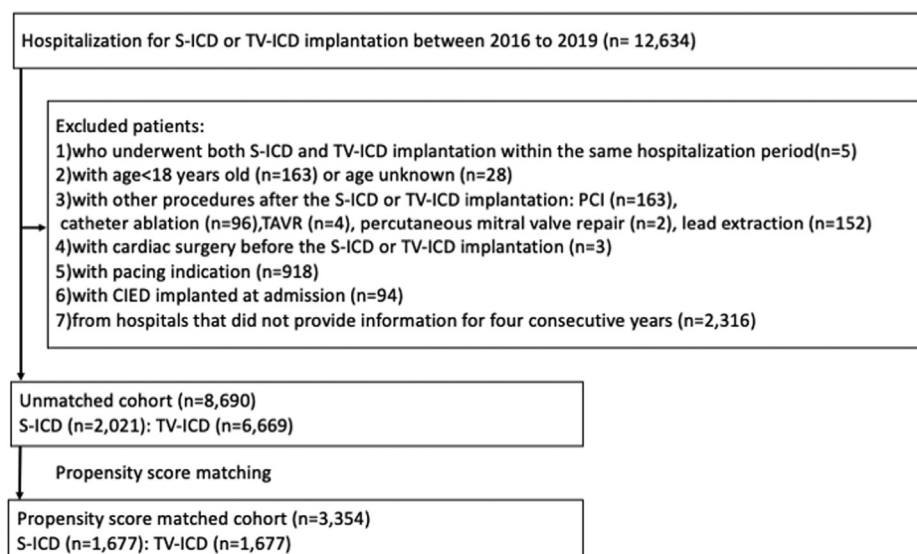 Hospitalization for S-ICD or TV-ICD implantation between 2016 to 2019 (n= 12,634)
Excluded patients:
1)who underwent both S-ICD and TV-ICD implantation within the same hospitalization period(n=5)
2)with age<18 years old (n=163) or age unknown (n=28)
3)with other procedures after the S-ICD or TV-ICD implantation: PCI (n=163),
catheter ablation (n=96),TAVR (n=4), percutaneous mitral valve repair (n=2), lead extraction (n=152)
4)with cardiac surgery before the S-ICD or TV-ICD implantation (n=3)
5)with pacing indication (n=918)
6)with CIED implanted at admission (n=94)
7)from hospitals that did not provide information for four consecutive years (n=2,316)
Unmatched cohort (n=8,690)
S-ICD (n=2,021): TV-ICD (n=6,669)
Propensity score matching
Propensity score matched cohort (n=3,354)
S-ICD (n=1,677): TV-ICD (n=1,677)